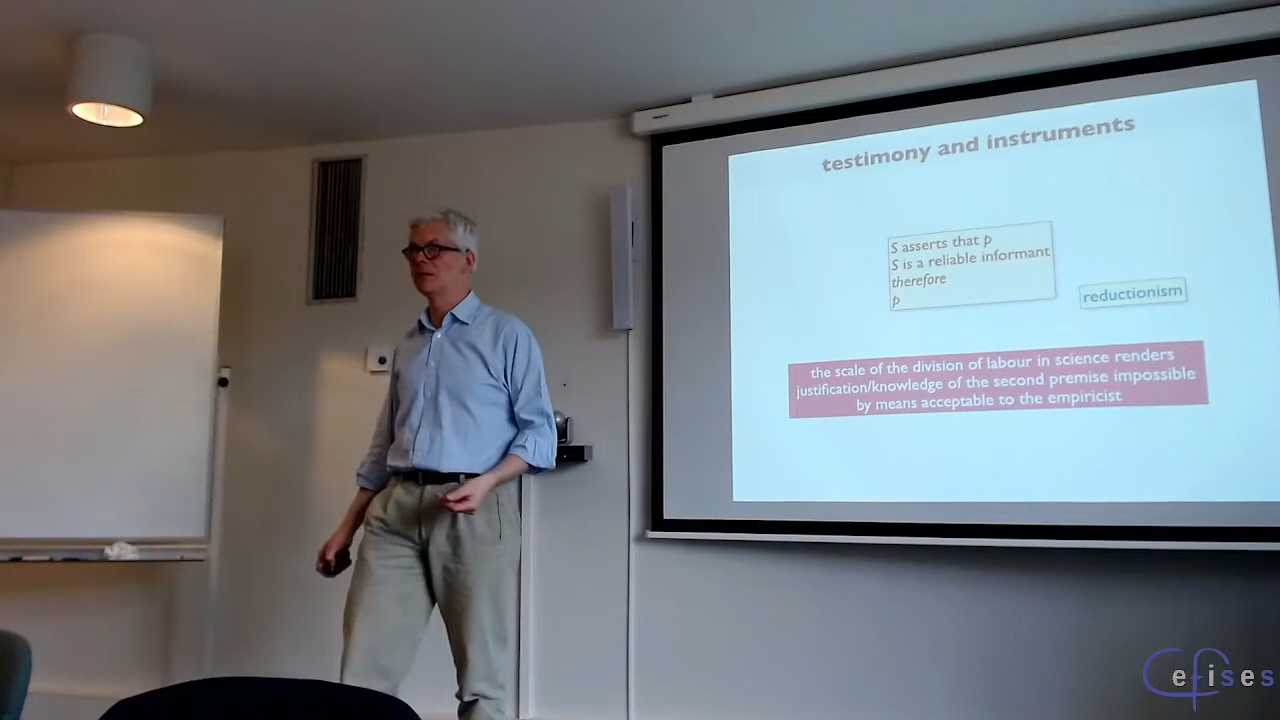 testimony and instruments
S asserts that p
S is a reliable informant
therefore
p
reductionism
the scale of the division of labour in science renders
justification/knowledge of the second premise impossible
by means acceptable to the empiricist
efises